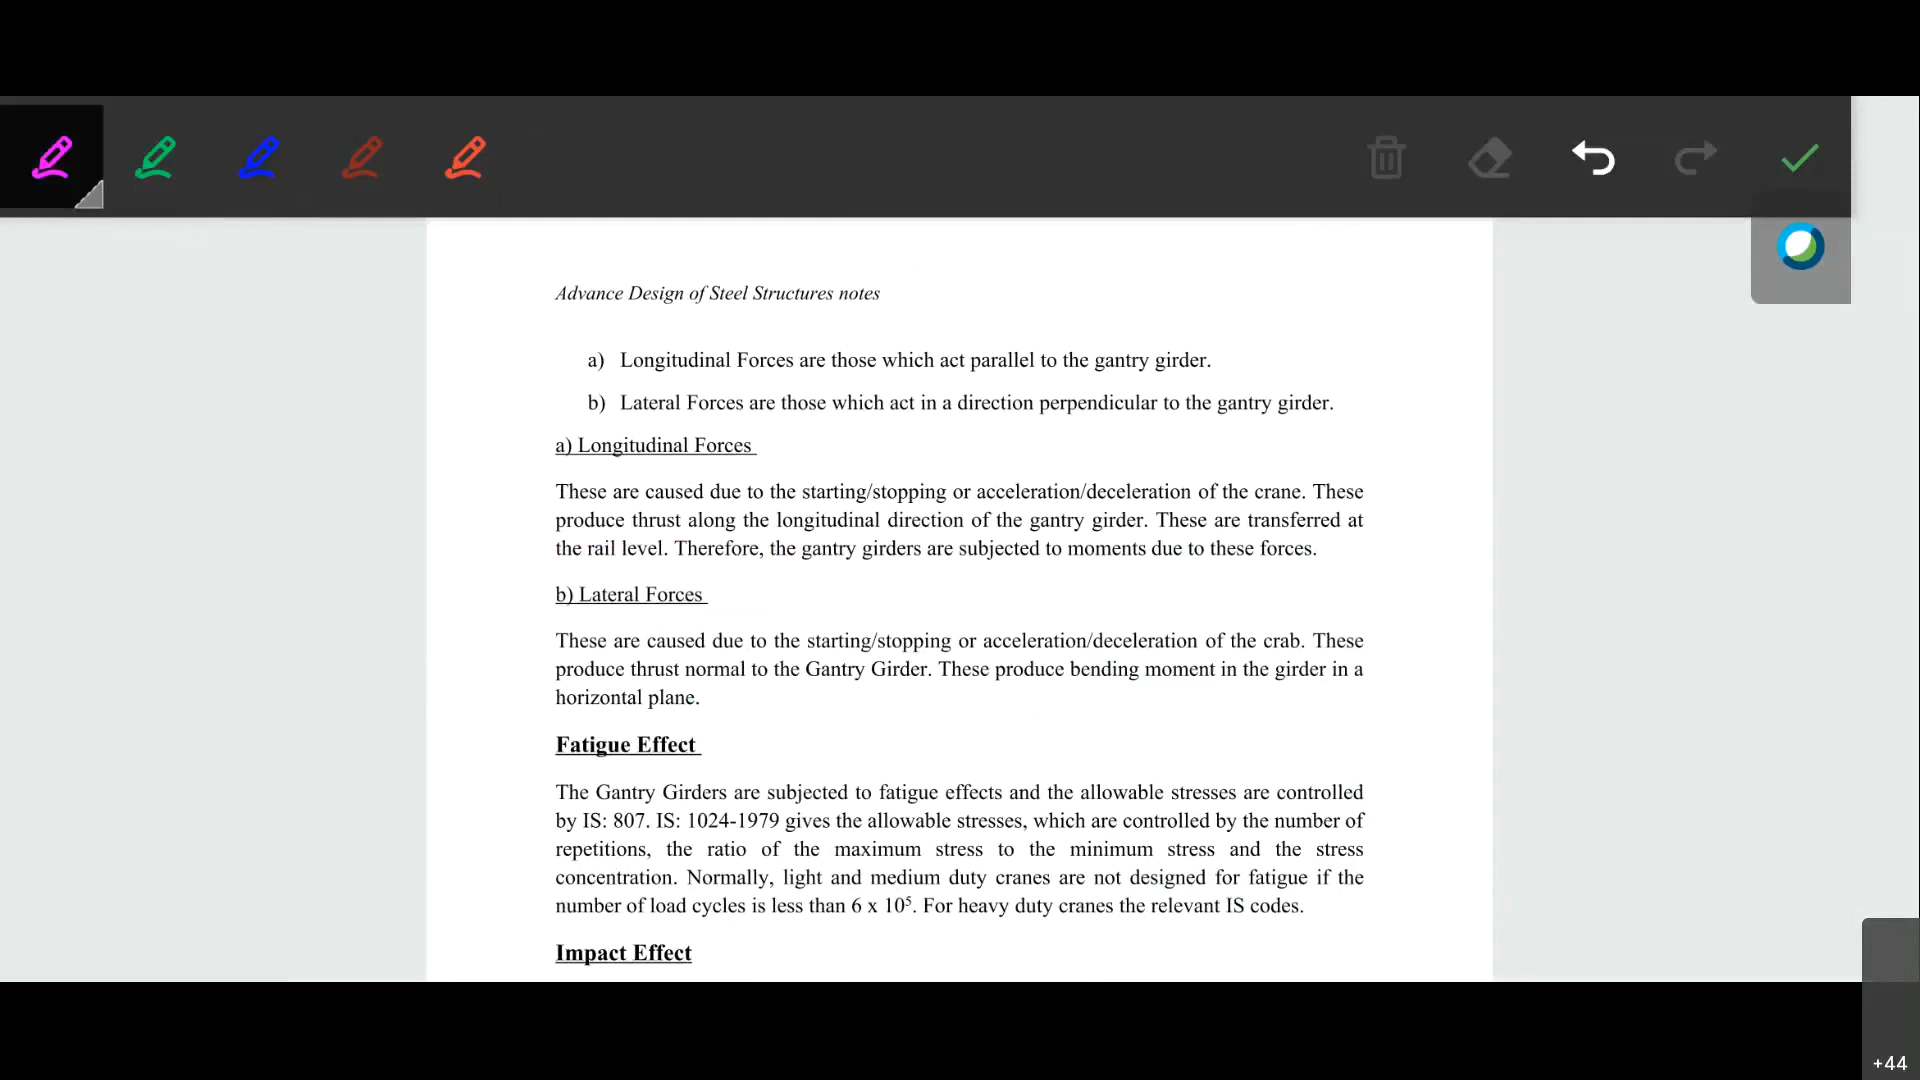 Advance Design of Steel Structures notes
a) Longitudinal Forces are those which act parallel to the gantry girder.
b) Lateral Forces are those which act in a direction perpendicular to the gantry girder.
a) Longitudinal Forces
These are caused due to the starting/stopping or acceleration/deceleration of the crane. These
produce thrust along the longitudinal direction of the gantry girder. These are transferred at
the rail level. Therefore, the gantry girders are subjected to moments due to these forces.
b) Lateral Forces
These are caused due to the starting/stopping or acceleration/deceleration of the crab. These
produce thrust normal to the Gantry Girder. These produce bending moment in the girder in a
horizontal plane.
Fatigue Effect
The Gantry Girders are subjected to fatigue effects and the allowable stresses are controlled
by IS: 807. IS: 1024-1979 gives the allowable stresses, which are controlled by the number of
repetitions, the ratio of the maximum stress to the minimum stress and the stress
concentration. Normally, light and medium duty cranes are not designed for fatigue if the
number of load cycles is less than 6 x 10⁵. For heavy duty cranes the relevant IS codes.
Impact Effect
+44